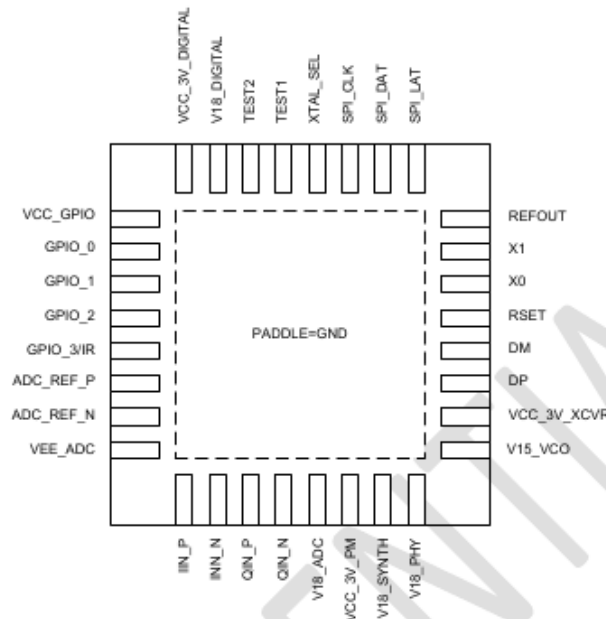 VCC_3V_DIGITAL
V18_DIGITAL
TEST2
TEST1
XTAL_SEL
SPI_CLK
SPI_DAT
SPI_LAT
VCC_GPIO
GPIO_0
GPIO_1
GPIO_2
GPIO_3/IR
ADC_REF_P
ADC_REF_N
VEE_ADC
PADDLE=GND
REFOUT
X1
X0
RSET
DM
DP
VCC_3V_XCVR
V15_VCO
IIN_P
INN_N
QIN_P
QIN_N
V18_ADC
VCC_3V_PM
V18_SYNTH
V18_PHY